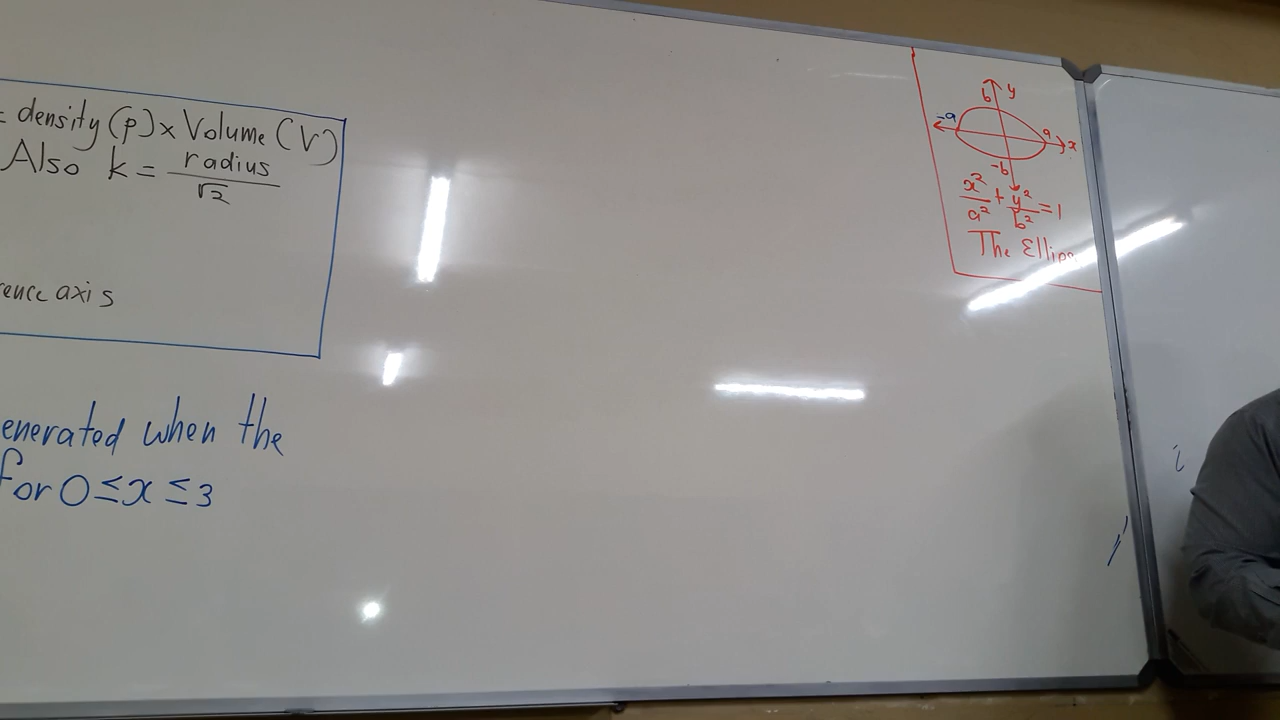 = density (ρ) x Volume (V)
Also k = radius
√2
rence axis
enerated when the
for 0 ≤ x ≤ 3
y
b
-a
a
x
-b
x²/a² + y²/b² = 1
The Ellipse